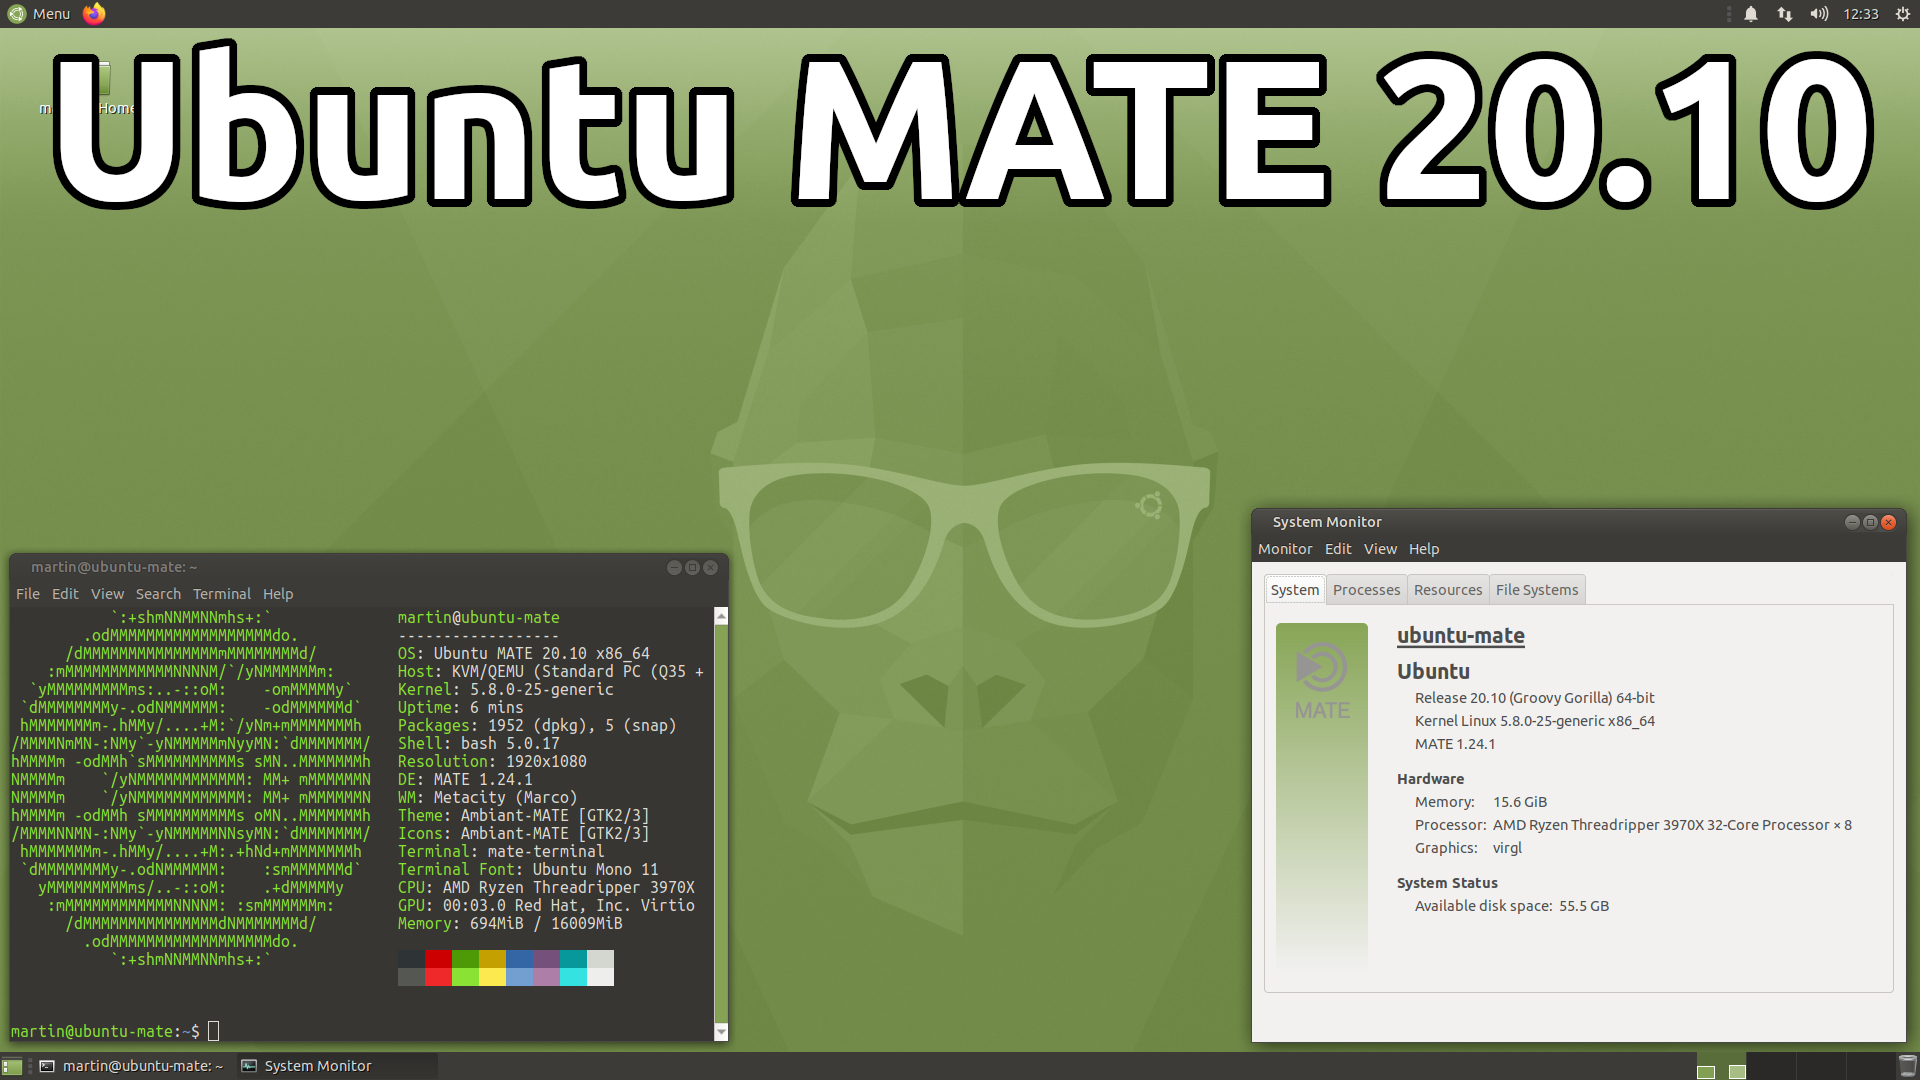 Menu
12:33
Ubuntu MATE 20.10
martin@ubuntu-mate: ~
File Edit View Search Terminal Help
`:+shmNNMMNNmhs+:`
.odMMMMMMMMMMMMMMMMMMdo.
/dMMMMMMMMMMMMMMMmMMMMMMMMd/
:mMMMMMMMMMMMMNNNNM/`/yNMMMMMMm:
`yMMMMMMMMMms:..-::oM:    -omMMMMMy`
`dMMMMMMMMy-.odNMMMMMM:    -odMMMMMMd`
hMMMMMMMm-.hMMy/....+M:`/yNm+mMMMMMMMh
/MMMMNmMN-:NMy`-yNMMMMMmNyyMN:`dMMMMMMM/
hMMMMm -odMMh`sMMMMMMMMMMs sMN..MMMMMMMh
NMMMMm    `/yNMMMMMMMMMMMM: MM+ mMMMMMMN
NMMMMm    `/yNMMMMMMMMMMMM: MM+ mMMMMMMN
hMMMMm -odMMh sMMMMMMMMMMs oMN..MMMMMMMh
/MMMMNNMN-:NMy`-yNMMMMMNNsyMN:`dMMMMMMM/
hMMMMMMMm-.hMMy/....+M:.+hNd+mMMMMMMMh
`dMMMMMMMMy-.odNMMMMMM:    :smMMMMMMd`
yMMMMMMMMMms/..-::oM:    .+dMMMMMy
:mMMMMMMMMMMMMNNNNM: :smMMMMMMm:
/dMMMMMMMMMMMMMMMdNMMMMMMMd/
.odMMMMMMMMMMMMMMMMMMdo.
`:+shmNNMMNNmhs+:`
martin@ubuntu-mate
------------------
OS: Ubuntu MATE 20.10 x86_64
Host: KVM/QEMU (Standard PC (Q35 +
Kernel: 5.8.0-25-generic
Uptime: 6 mins
Packages: 1952 (dpkg), 5 (snap)
Shell: bash 5.0.17
Resolution: 1920x1080
DE: MATE 1.24.1
WM: Metacity (Marco)
Theme: Ambiant-MATE [GTK2/3]
Icons: Ambiant-MATE [GTK2/3]
Terminal: mate-terminal
Terminal Font: Ubuntu Mono 11
CPU: AMD Ryzen Threadripper 3970X
GPU: 00:03.0 Red Hat, Inc. Virtio
Memory: 694MiB / 16009MiB
martin@ubuntu-mate:~$
System Monitor
Monitor Edit View Help
System Processes Resources File Systems
MATE
ubuntu-mate
Ubuntu
Release 20.10 (Groovy Gorilla) 64-bit
Kernel Linux 5.8.0-25-generic x86_64
MATE 1.24.1
Hardware
Memory: 15.6 GiB
Processor: AMD Ryzen Threadripper 3970X 32-Core Processor × 8
Graphics: virgl
System Status
Available disk space: 55.5 GB
martin@ubuntu-mate: ~
System Monitor